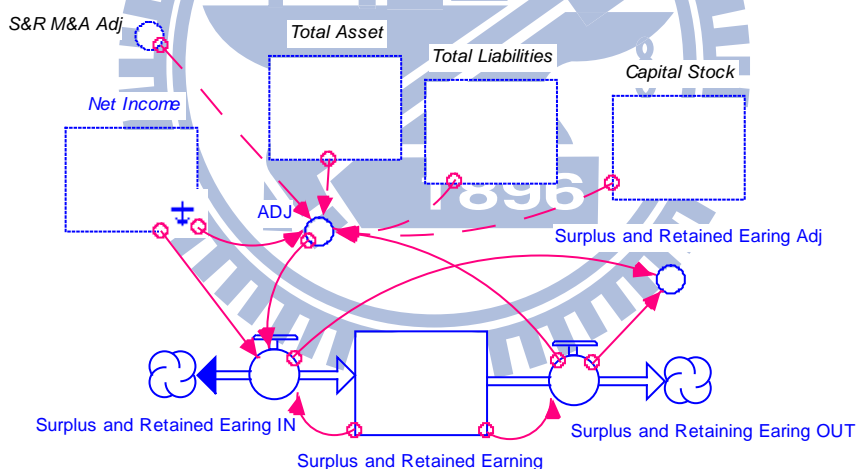 S&R M&A Adj
Total Asset
Total Liabilities
Capital Stock
Net Income
1896
ADJ
Surplus and Retained Earing Adj
Surplus and Retained Earing IN
Surplus and Retaining Earing OUT
Surplus and Retained Earning